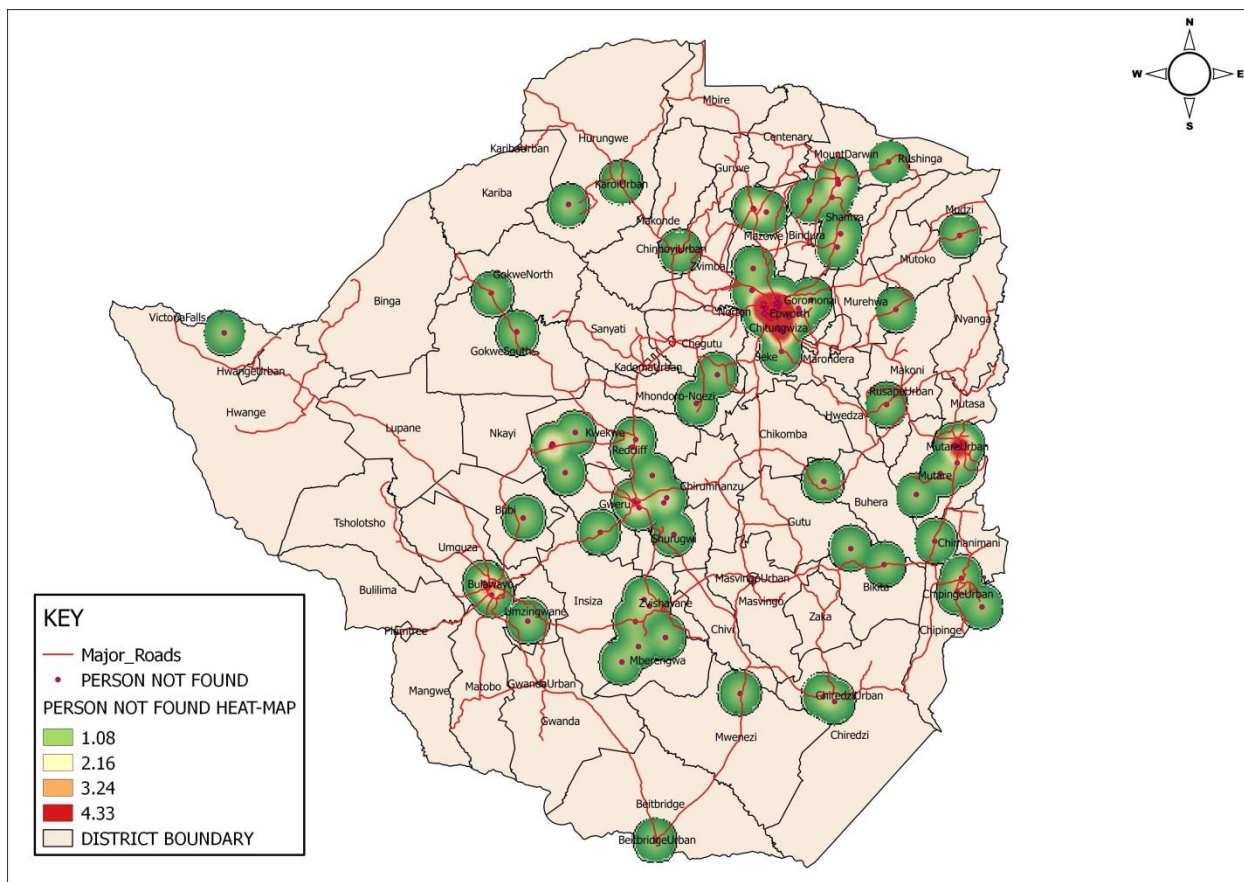 N
W
E
S
Mbire
Centenary
Hurungwe
KaribaUrban
MountDarwin
Rushinga
Guruve
Kariba
KaroiUrban
Makonde
Shamva
Mudzi
Mazowe
Bindura
ChinhoyiUrban
Zvimba
Mutoko
GokweNorth
Binga
Goromonzi
Murehwa
VictoriaFalls
Norton
Epworth
Nyanga
Sanyati
Chitungwiza
HwangeUrban
GokweSouth
Chegutu
Seke
Marondera
KadomaUrban
Makoni
Mhondoro-Ngezi
RusapeUrban
Hwange
Mutasa
Hwedza
Lupane
Nkayi
Kwekwe
Chikomba
Redcliff
MutareUrban
Mutare
Chirumhanzu
Gweru
Buhera
Bubi
Tsholotsho
Gutu
Shurugwi
Chimanimani
Umguza
MasvingoUrban
Bulawayo
Bulilima
Bikita
ChipingeUrban
Insiza
Masvingo
Zvishavane
Umzingwane
Zaka
Chivi
Chipinge
Plumtree
Mberengwa
Mangwe
Matobo
GwandaUrban
ChiredziUrban
Gwanda
Mwenezi
Chiredzi
Beitbridge
BeitbridgeUrban
KEY
Major_Roads
PERSON NOT FOUND
PERSON NOT FOUND HEAT-MAP
1.08
2.16
3.24
4.33
DISTRICT BOUNDARY